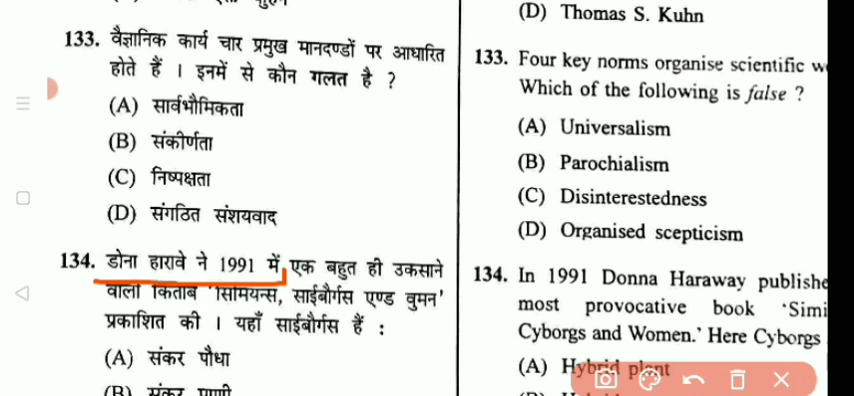 133. वैज्ञानिक कार्य चार प्रमुख मानदण्डों पर आधारित
होते हैं । इनमें से कौन गलत है ?
(A) सार्वभौमिकता
(B) संकीर्णता
(C) निष्पक्षता
(D) संगठित संशयवाद
134. डोना हारावे ने 1991 में एक बहुत ही उकसाने
वाली किताब 'सिमियन्स, साईबौर्गस एण्ड वुमन'
प्रकाशित की । यहाँ साईबौर्गस हैं :
(A) संकर पौधा
(B) संकर प्राणी
(D) Thomas S. Kuhn
133. Four key norms organise scientific
Which of the following is false ?
(A) Universalism
(B) Parochialism
(C) Disinterestedness
(D) Organised scepticism
134. In 1991 Donna Haraway publishe
most provocative book 'Simi
Cyborgs and Women.' Here Cyborgs
(A) Hybrid plant